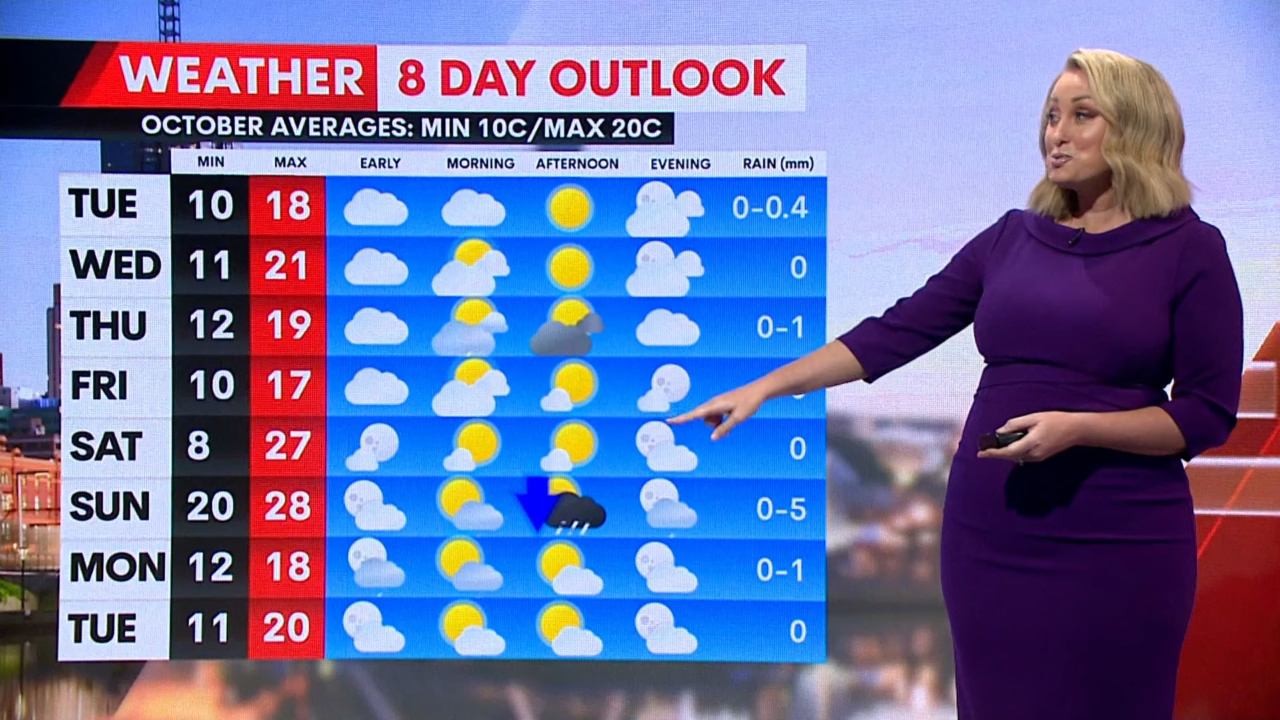 WEATHER 8 DAY OUTLOOK
OCTOBER AVERAGES: MIN 10C/MAX 20C
MIN MAX EARLY MORNING AFTERNOON EVENING RAIN (mm)
TUE 10 18 0-0.4
WED 11 21 0
THU 12 19 0-1
FRI 10 17
SAT 8 27 0
SUN 20 28 0-5
MON 12 18 0-1
TUE 11 20 0